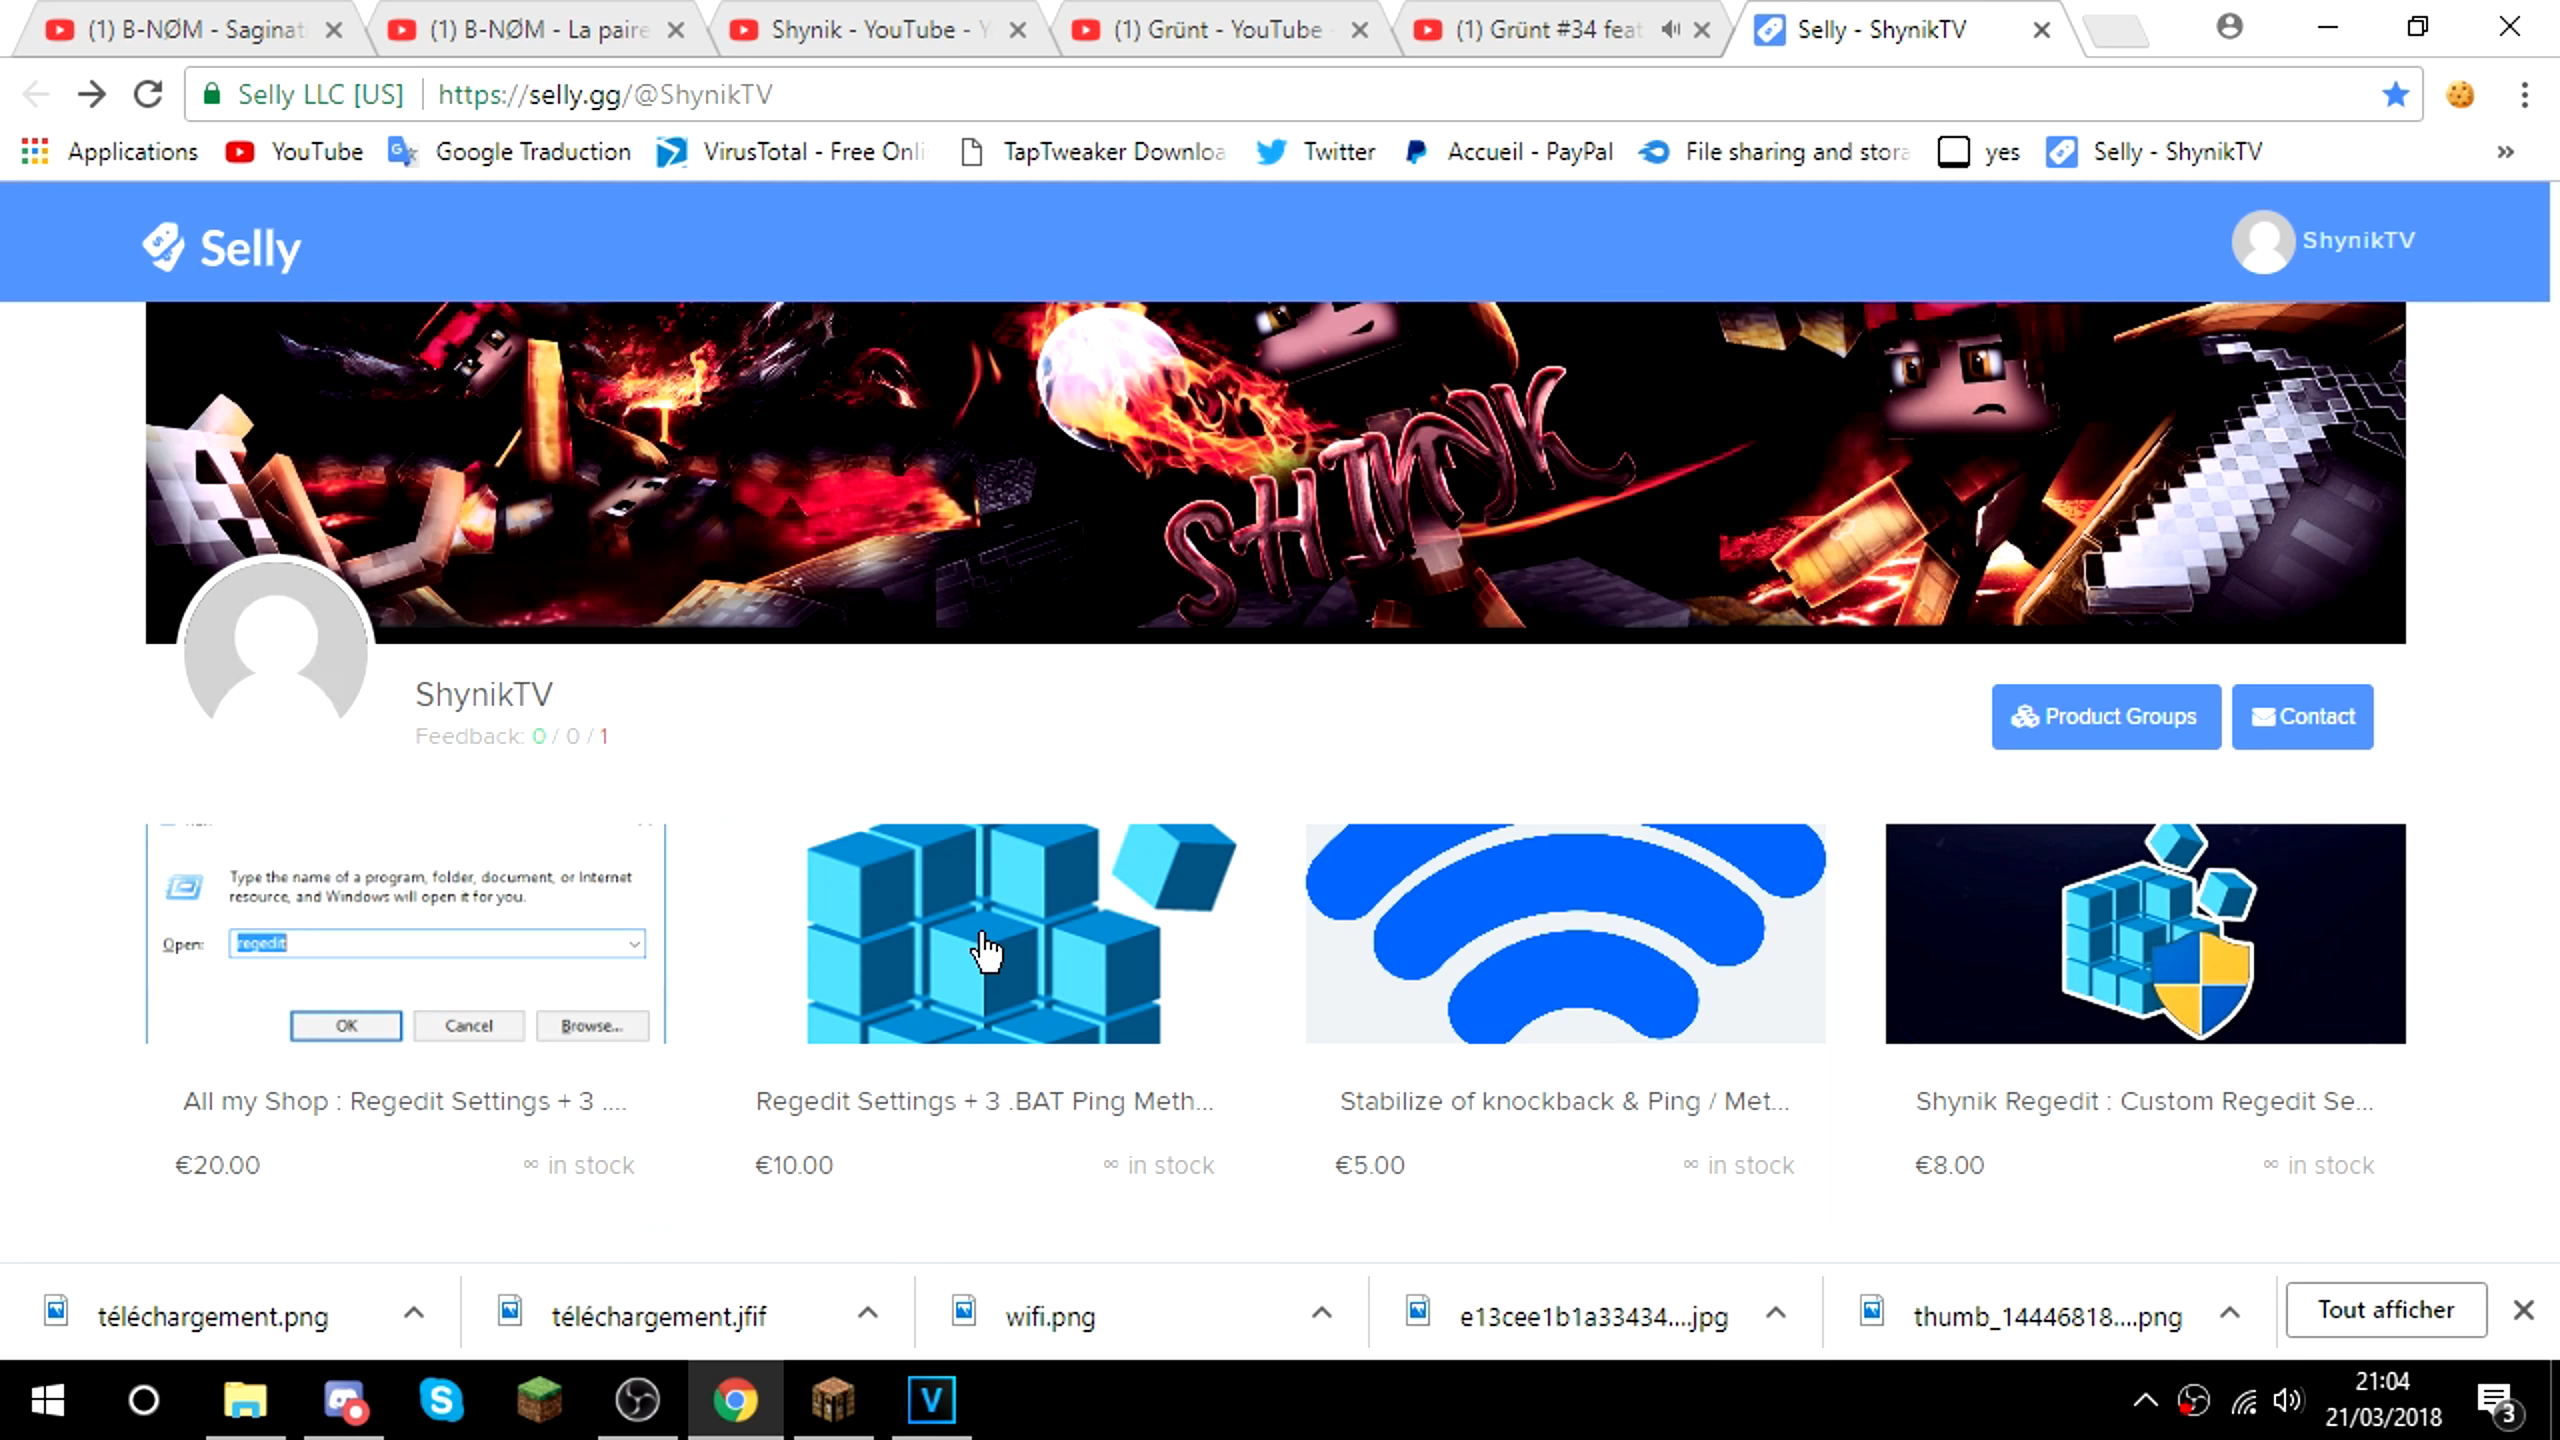 (1) B-NØM - Saginat
(1) B-NØM - La paire
Shynik - YouTube - Y
(1) Grünt - YouTube -
(1) Grünt #34 feat
Selly - ShynikTV
Selly LLC [US]
https://selly.gg/@ShynikTV
Applications
YouTube
Google Traduction
VirusTotal - Free Onli
TapTweaker Downloa
Twitter
Accueil - PayPal
File sharing and stora
yes
Selly - ShynikTV
»
Selly
ShynikTV
SHINYK
ShynikTV
Feedback: 0 / 0 / 1
Product Groups
Contact
Type the name of a program, folder, document, or Internet
resource, and Windows will open it for you.
Open:
regedit
OK
Cancel
Browse...
All my Shop : Regedit Settings + 3 ....
€20.00
∞ in stock
Regedit Settings + 3 .BAT Ping Meth...
€10.00
∞ in stock
Stabilize of knockback & Ping / Met...
€5.00
∞ in stock
Shynik Regedit : Custom Regedit Se...
€8.00
∞ in stock
téléchargement.png
téléchargement.jfif
wifi.png
e13cee1b1a33434....jpg
thumb_14446818....png
Tout afficher
V
21:04
21/03/2018
3